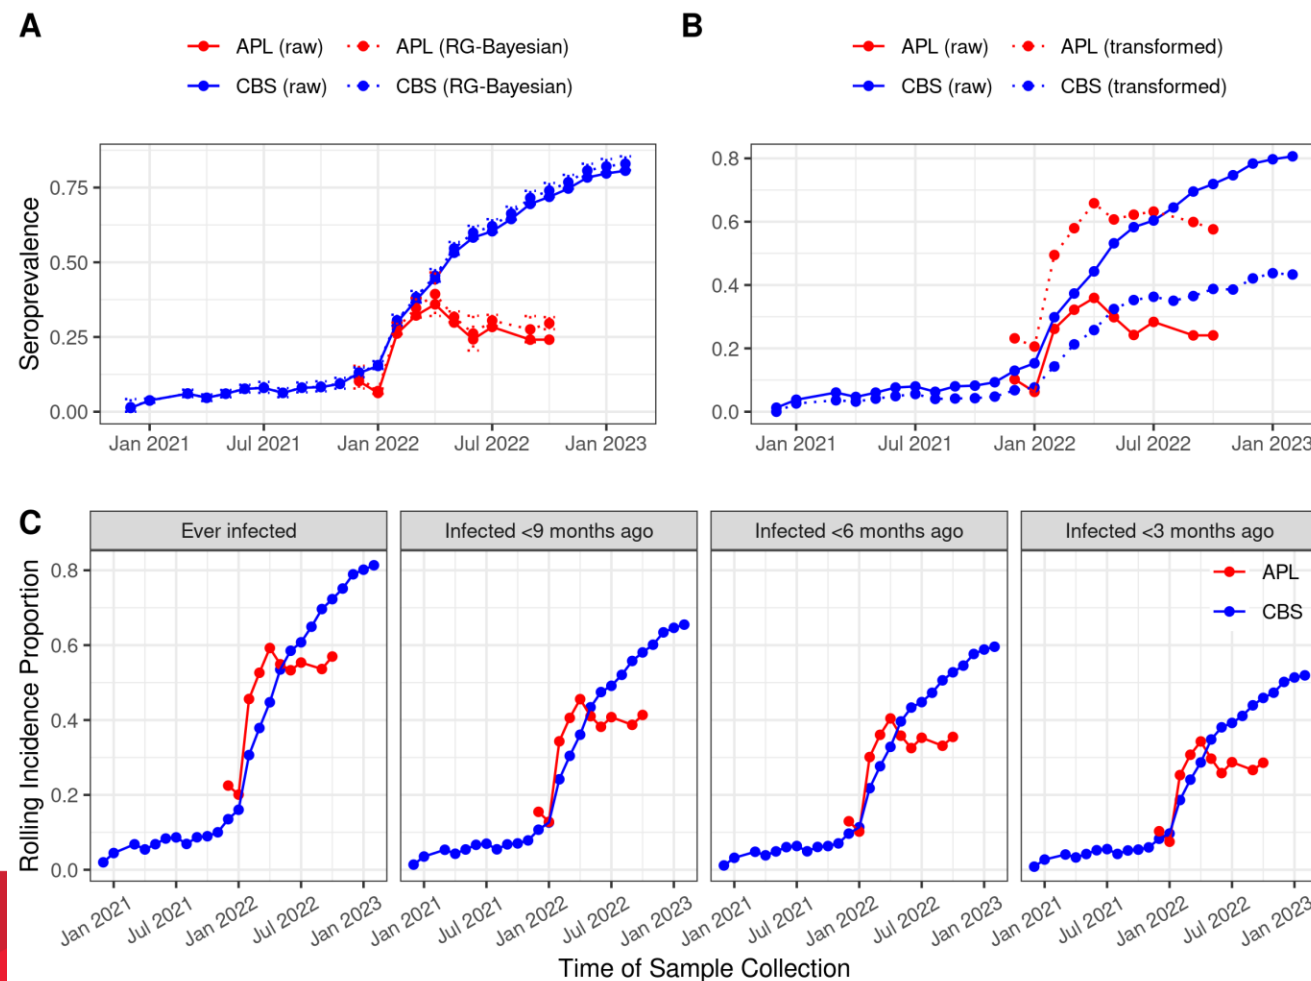 A
APL (raw) APL (RG-Bayesian)
CBS (raw) CBS (RG-Bayesian)
Seroprevalence
0.75
0.50
0.25
0.00
Jan 2021 Jul 2021 Jan 2022 Jul 2022 Jan 2023
B
APL (raw) APL (transformed)
CBS (raw) CBS (transformed)
0.8
0.6
0.4
0.2
0.0
Jan 2021 Jul 2021 Jan 2022 Jul 2022 Jan 2023
C
Ever infected Infected <9 months ago Infected <6 months ago Infected <3 months ago
APL
CBS
Rolling Incidence Proportion
0.8
0.6
0.4
0.2
0.0
Jan 2021 Jul 2021 Jan 2022 Jul 2022 Jan 2023 Jan 2021 Jul 2021 Jan 2022 Jul 2022 Jan 2023 Jan 2021 Jul 2021 Jan 2022 Jul 2022 Jan 2023 Jan 2021 Jul 2021 Jan 2022 Jul 2022 Jan 202
Time of Sample Collection